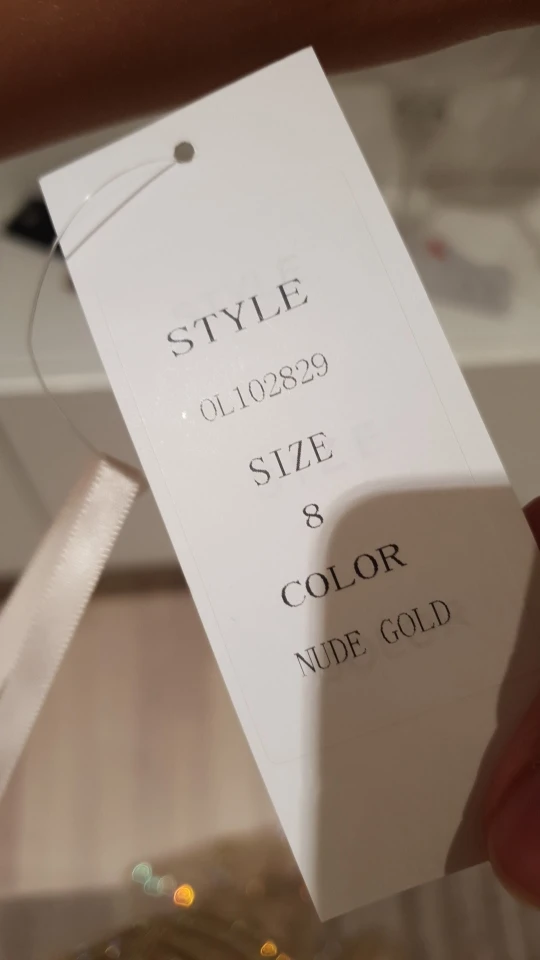 STYLE
OL102829
SIZE
8
COLOR
NUDE GOLD